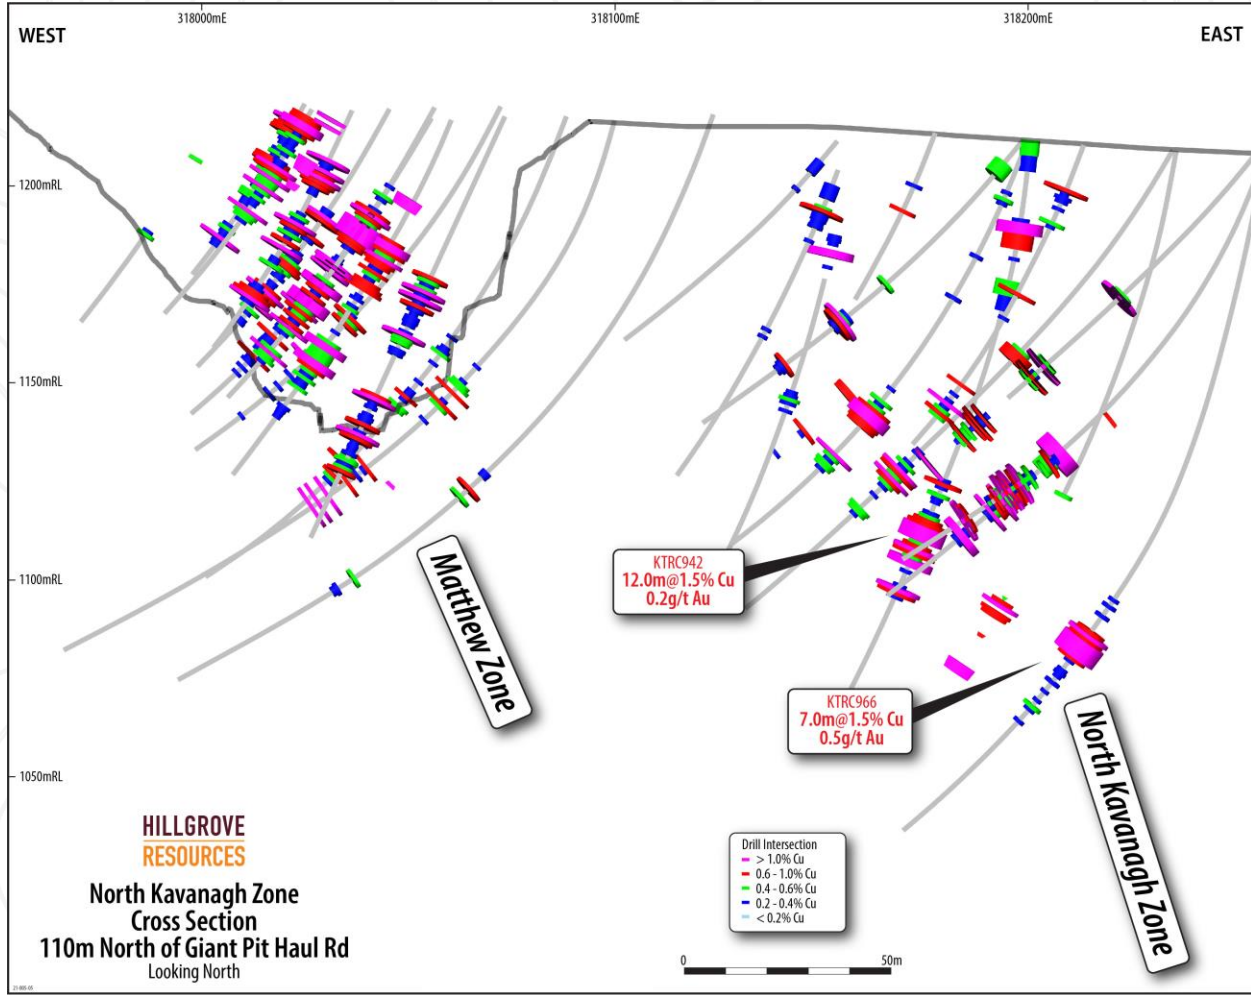 318000mE
318100mE
318200mE
WEST
EAST
1200mRL
1150mRL
1100mRL
1050mRL
Matthew Zone
KTRC942
12.0m@1.5% Cu
0.2g/t Au
KTRC966
7.0m@1.5% Cu
0.5g/t Au
North Kavanagh Zone
HILLGROVE
RESOURCES
North Kavanagh Zone
Cross Section
110m North of Giant Pit Haul Rd
Looking North
Drill Intersection
> 1.0% Cu
0.6 - 1.0% Cu
0.4 - 0.6% Cu
0.2 - 0.4% Cu
< 0.2% Cu
0
50m